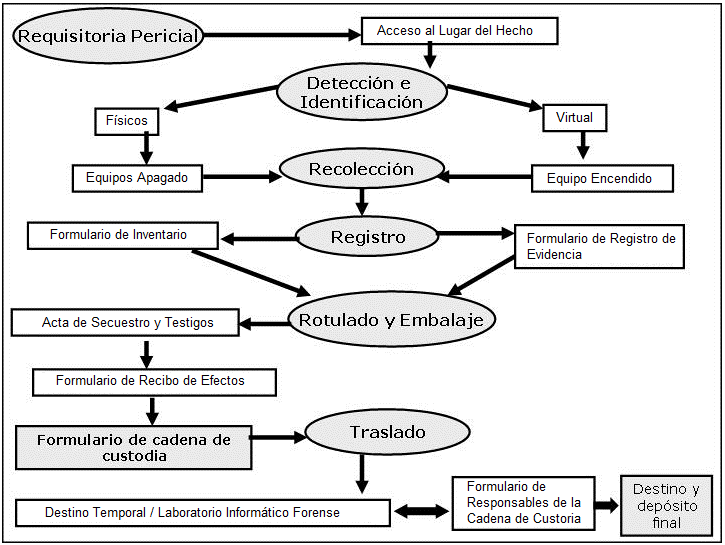 Requisitoria Pericial
Acceso al Lugar del Hecho
Detección e
Identificación
Físicos
Virtual
Equipos Apagado
Recolección
Equipo Encendido
Formulario de Inventario
Registro
Formulario de Registro de
Evidencia
Rotulado y Embalaje
Acta de Secuestro y Testigos
Formulario de Recibo de Efectos
Formulario de cadena de
custodia
Traslado
Destino Temporal / Laboratorio Informático Forense
Formulario de
Responsables de la
Cadena de Custoria
Destino y
depósito
final